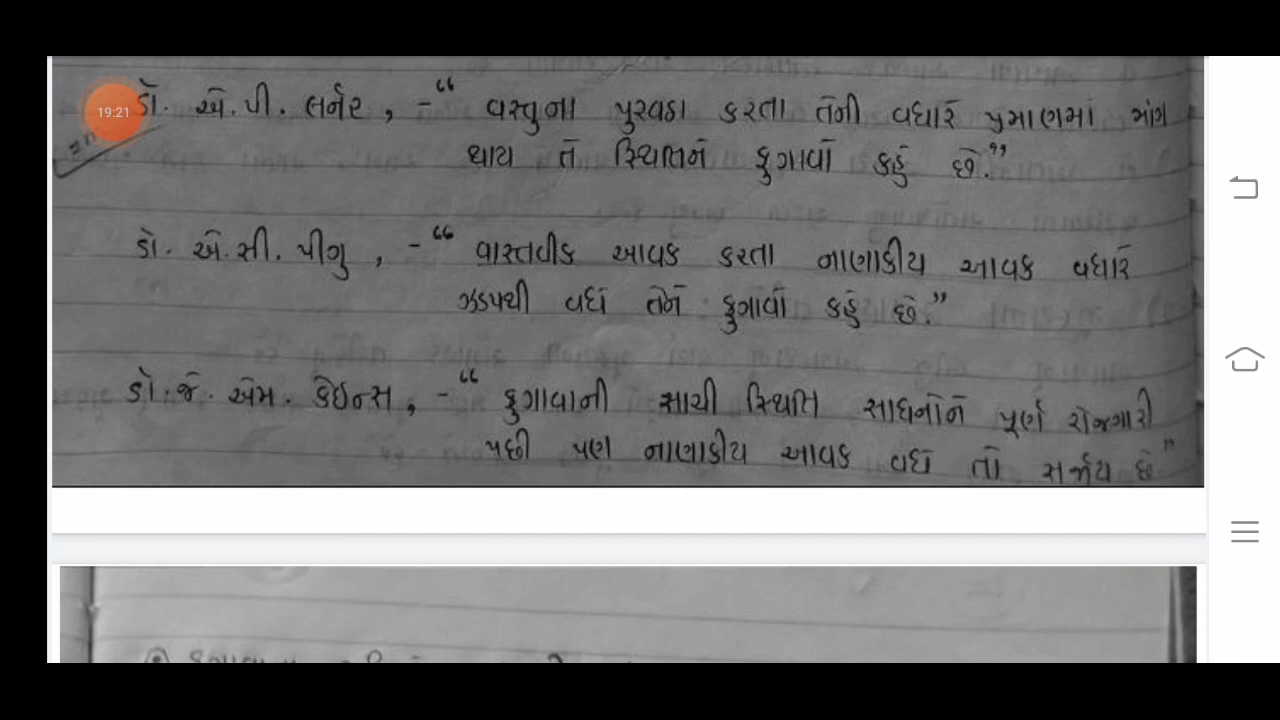 19:21
ડૉ. એ. પી. લર્નર, - “ વસ્તુના પુરવઠા કરતા તેની વધારે પ્રમાણમાં માંગ
થાય તે સ્થિતિને ફુગાવો કહે છે.”
ડૉ. એ. સી. પીગુ, - “ વાસ્તવીક આવક કરતા નાણાકીય આવક વધારે
ઝડપથી વધે તેને ફુગાવો કહે છે.”
ડૉ. જે. એમ. કેઇન્સ, - “ ફુગાવાની સાચી સ્થિતિ સાધનોને પૂર્ણ રોજગારી
પછી પણ નાણાકીય આવક વધે તો સર્જાય છે”